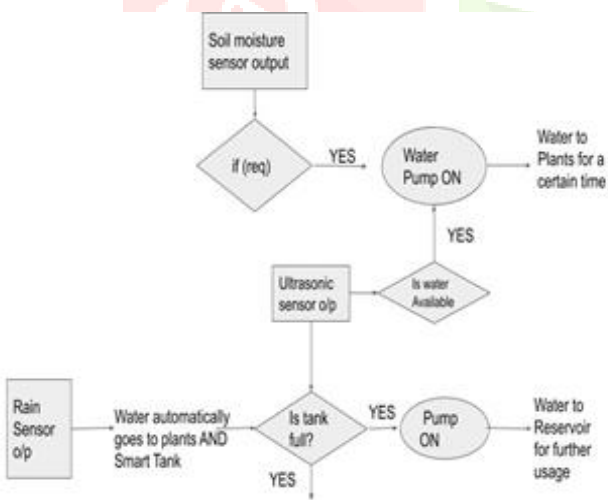 Soil moisture
sensor output
if (req)
YES
Water
Pump ON
Water to
Plants for a
certain time
YES
Ultrasonic
sensor o/p
Is water
Available
Rain
Sensor
o/p
Water automatically
goes to plants AND
Smart Tank
Is tank
full?
YES
Pump
ON
Water to
Reservoir
for further
usage
YES